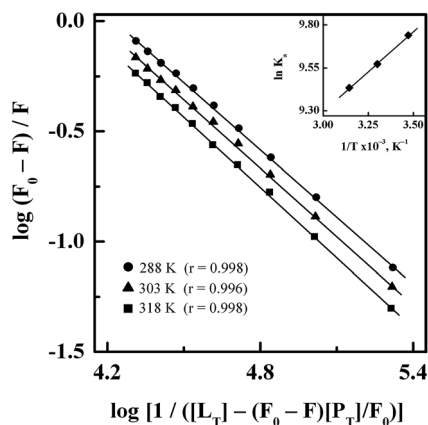 0.0
-0.5
-1.0
-1.5
log (F₀ – F) / F
4.2
4.8
5.4
log [1 / ([L_T] – (F₀ – F)[P_T]/F₀)]
288 K (r = 0.998)
303 K (r = 0.996)
318 K (r = 0.998)
9.80
9.55
9.30
ln Kₐ
3.00
3.25
3.50
1/T x10⁻³, K⁻¹